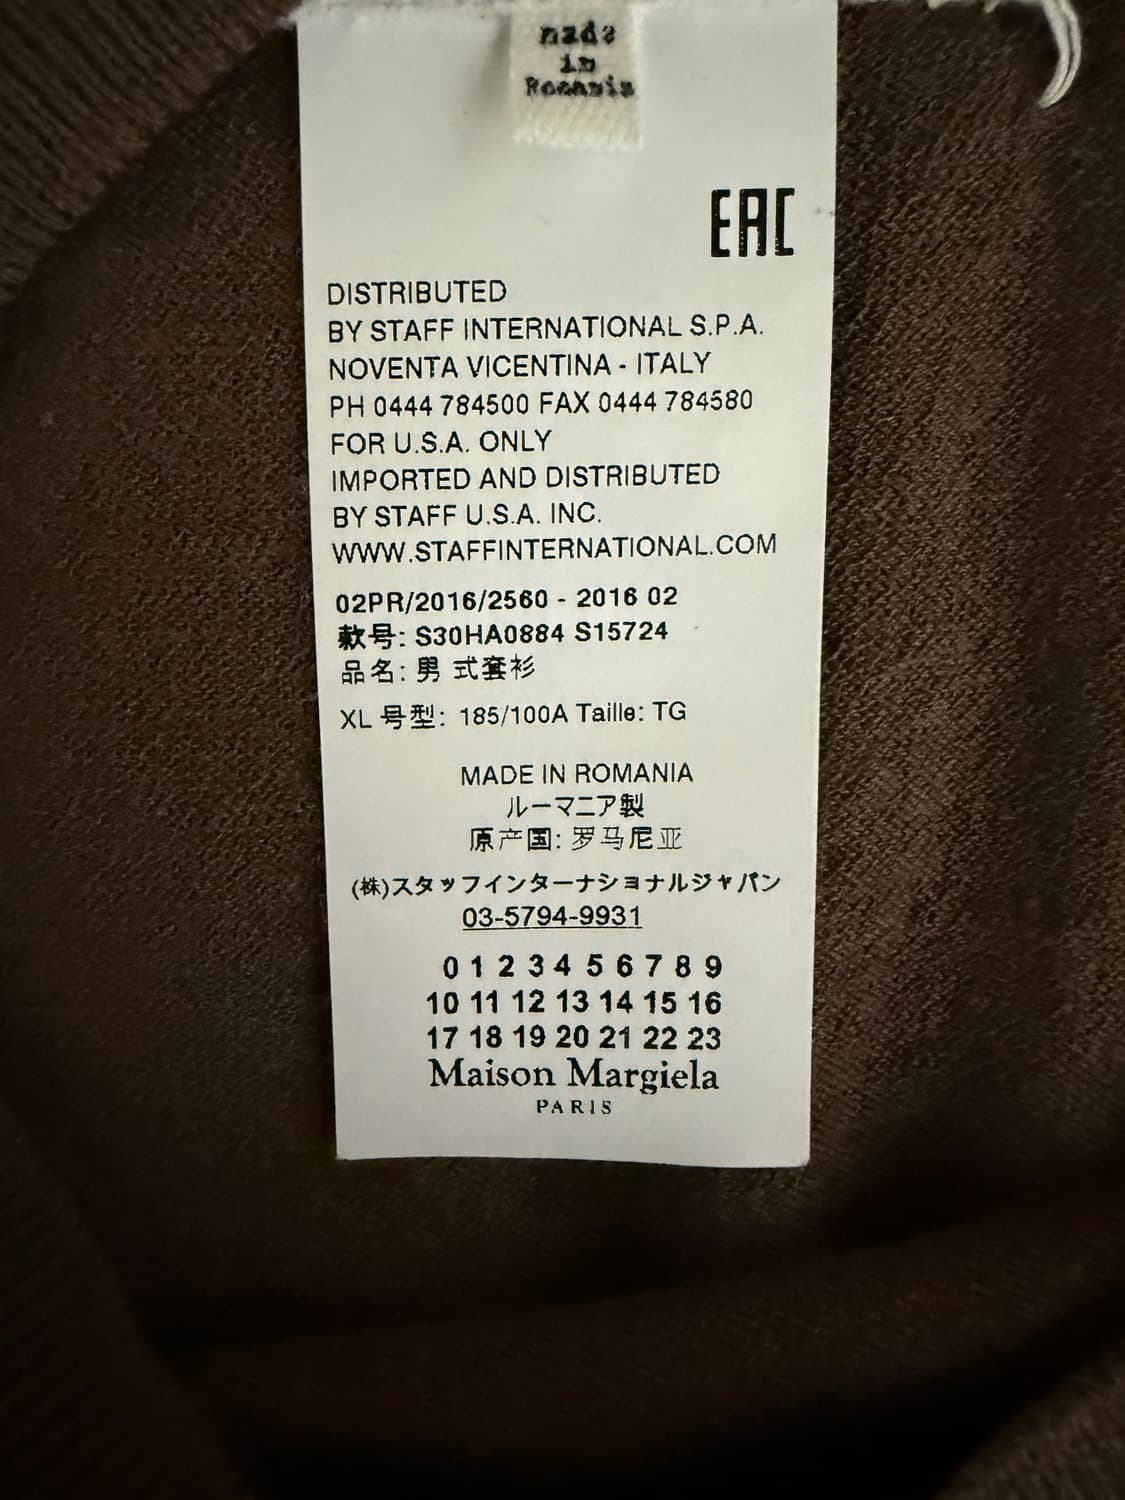 made
in
Romania
EAC
DISTRIBUTED
BY STAFF INTERNATIONAL S.P.A.
NOVENTA VICENTINA - ITALY
PH 0444 784500 FAX 0444 784580
FOR U.S.A. ONLY
IMPORTED AND DISTRIBUTED
BY STAFF U.S.A. INC.
WWW.STAFFINTERNATIONAL.COM
02PR/2016/2560 - 2016 02
款号: S30HA0884 S15724
品名: 男 式套衫
XL 号型: 185/100A Taille: TG
MADE IN ROMANIA
ルーマニア製
原产国: 罗马尼亚
(株)スタッフインターナショナルジャパン
03-5794-9931
0 1 2 3 4 5 6 7 8 9
10 11 12 13 14 15 16
17 18 19 20 21 22 23
Maison Margiela
PARIS